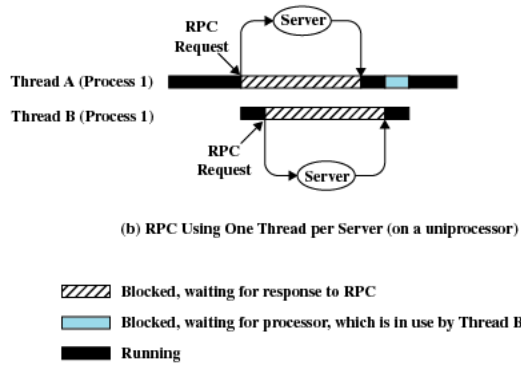 RPC
Request
Server
Thread A (Process 1)
Thread B (Process 1)
RPC
Request
Server
(b) RPC Using One Thread per Server (on a uniprocessor)
Blocked, waiting for response to RPC
Blocked, waiting for processor, which is in use by Thread B
Running